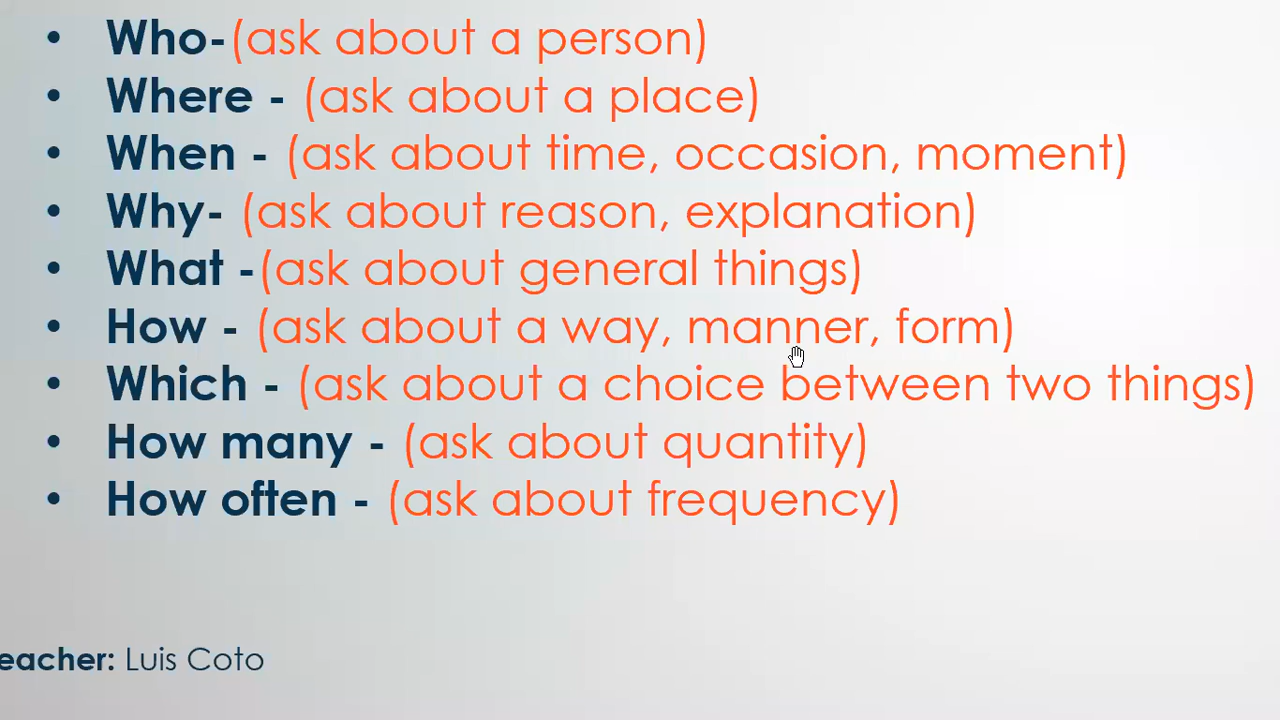 • Who-(ask about a person)
• Where - (ask about a place)
• When - (ask about time, occasion, moment)
• Why- (ask about reason, explanation)
• What -(ask about general things)
• How - (ask about a way, manner, form)
• Which - (ask about a choice between two things)
• How many - (ask about quantity)
• How often - (ask about frequency)
eacher: Luis Coto